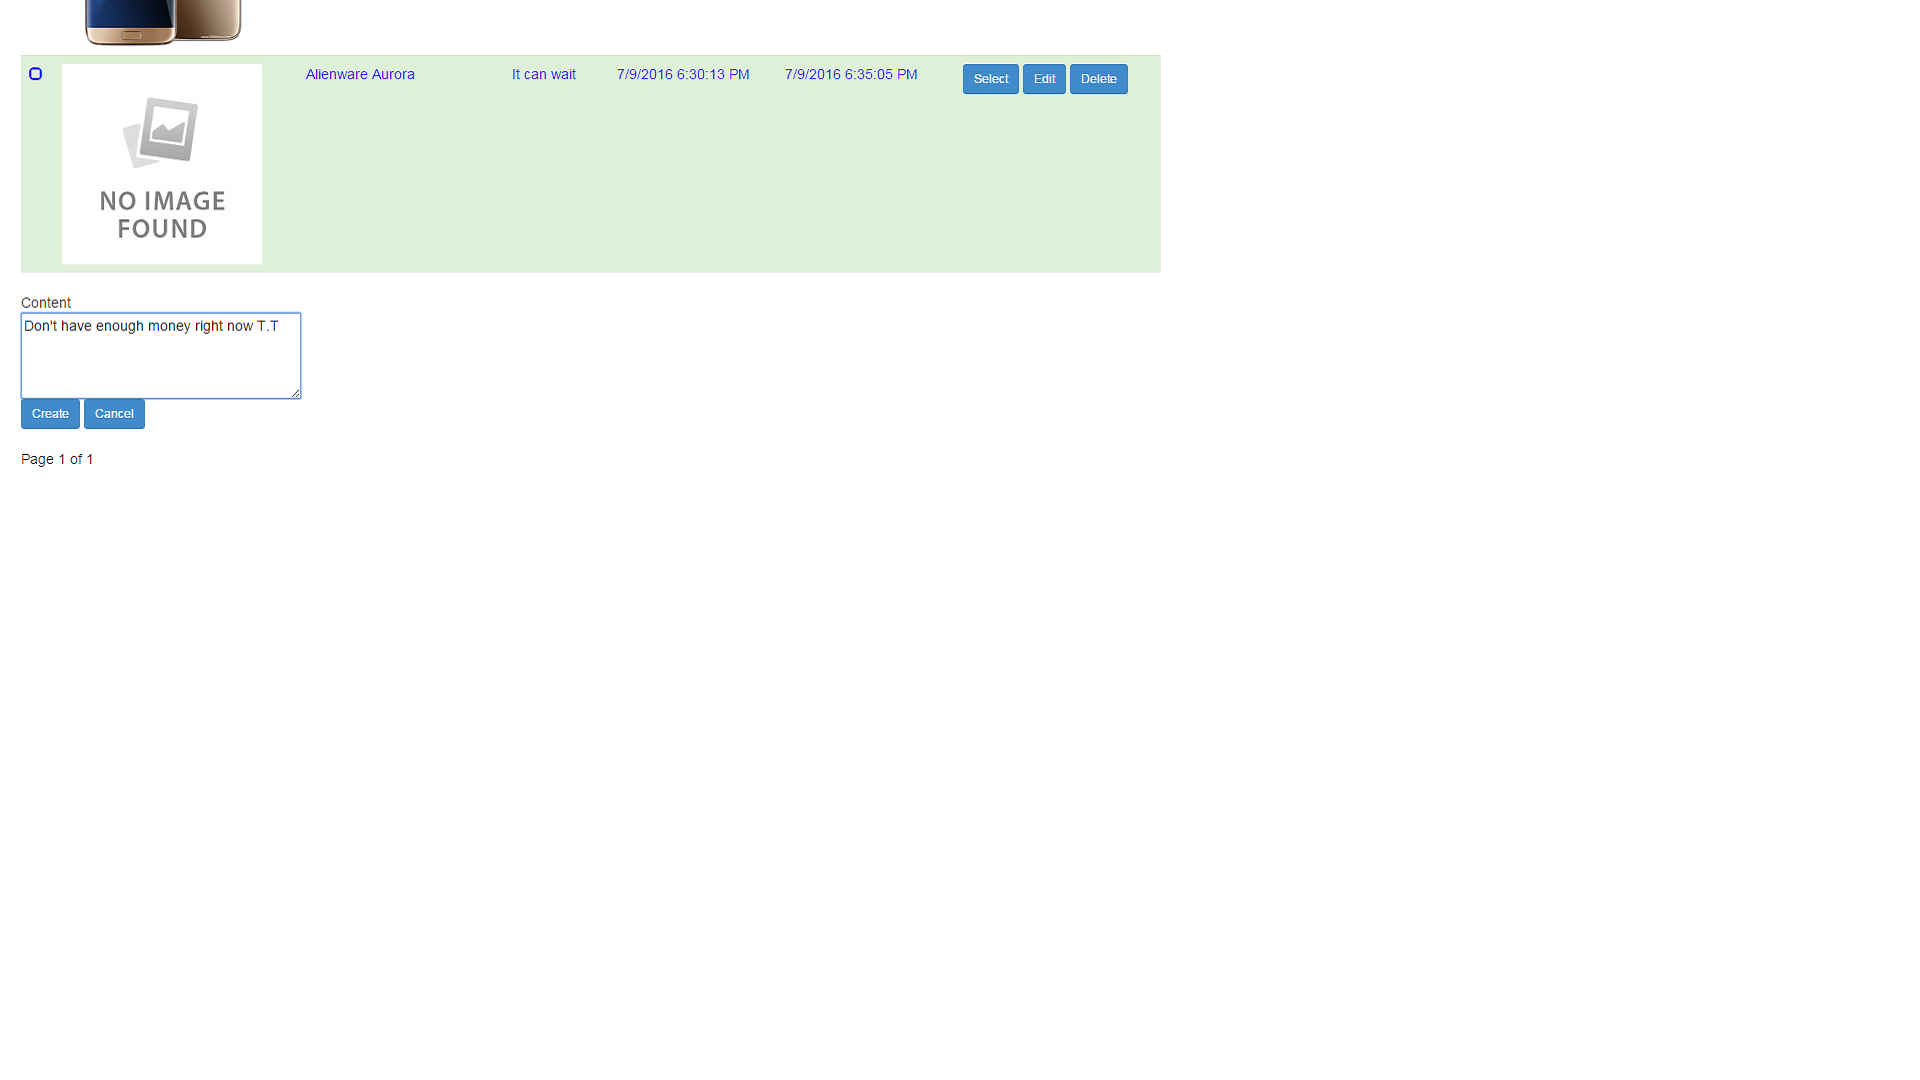 Alienware Aurora It can wait 7/9/2016 6:30:13 PM 7/9/2016 6:35:05 PM Select Edit Delete
NO IMAGE
FOUND
Content
Don't have enough money right now T.T
Create Cancel
Page 1 of 1